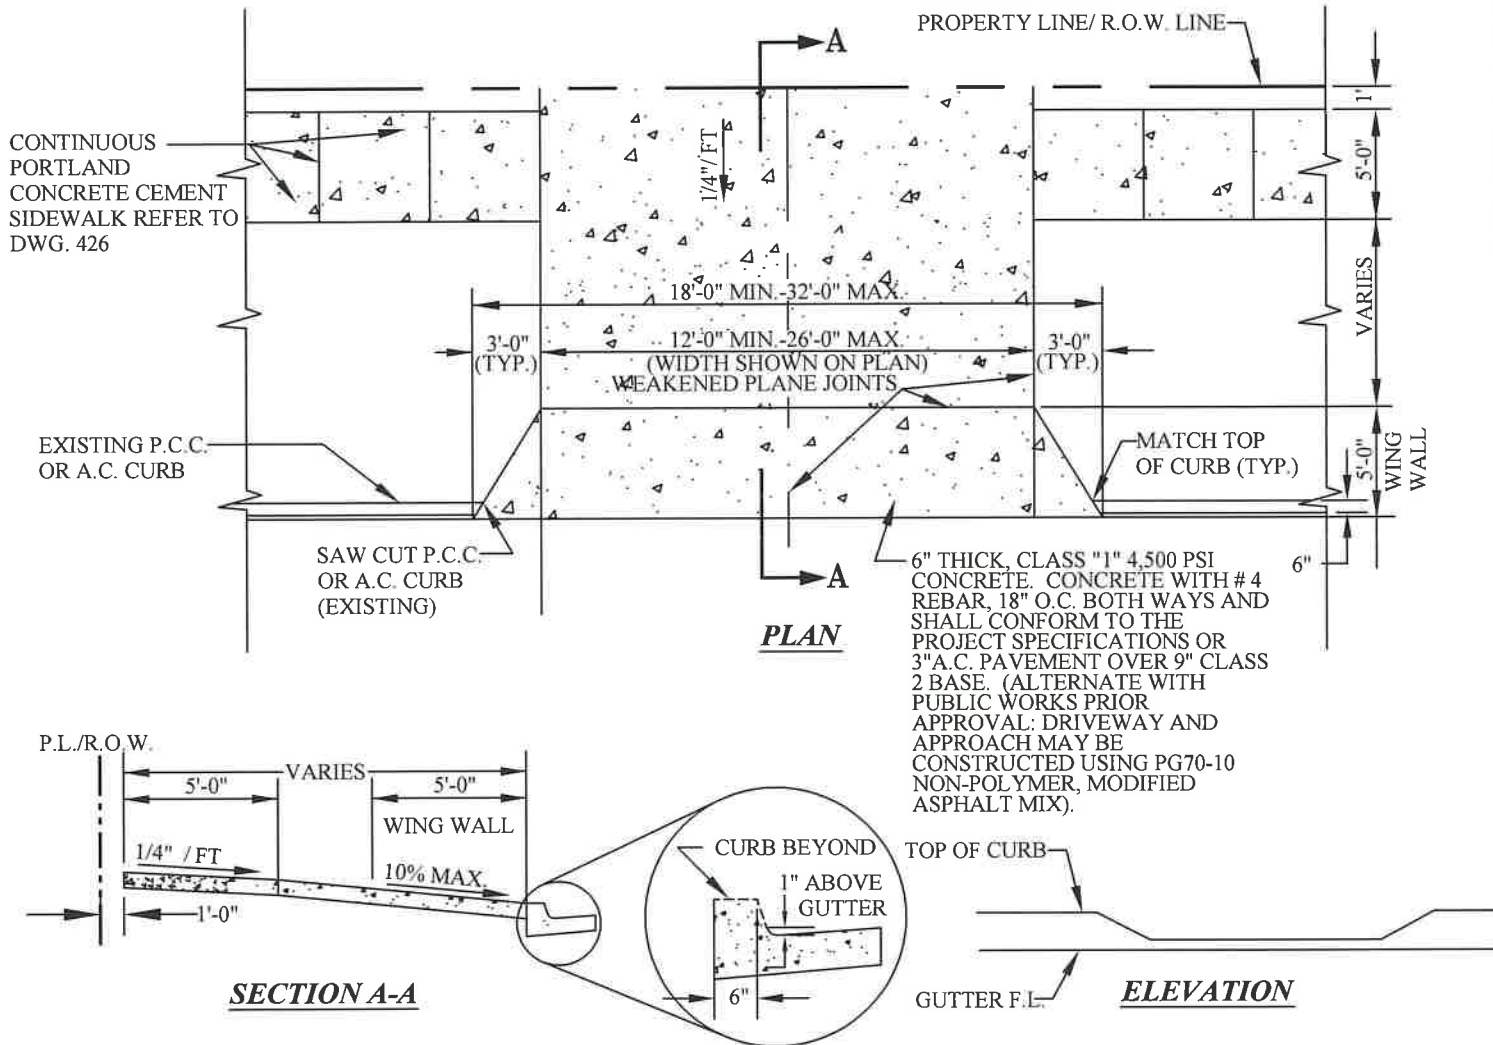 PROPERTY LINE/ R.O.W. LINE
A
1'
CONTINUOUS
PORTLAND
CONCRETE CEMENT
SIDEWALK REFER TO
DWG. 426
1/4"/ FT
5'-0"
18'-0" MIN.-32'-0" MAX.
VARIES
3'-0"
(TYP.)
12'-0" MIN.-26'-0" MAX.
(WIDTH SHOWN ON PLAN)
3'-0"
(TYP.)
WEAKENED PLANE JOINTS
EXISTING P.C.C.
OR A.C. CURB
MATCH TOP
OF CURB (TYP.)
5'-0"
WING
WALL
SAW CUT P.C.C.
OR A.C. CURB
(EXISTING)
A
6"
6" THICK, CLASS "1" 4,500 PSI
CONCRETE. CONCRETE WITH # 4
REBAR, 18" O.C. BOTH WAYS AND
SHALL CONFORM TO THE
PROJECT SPECIFICATIONS OR
3"A.C. PAVEMENT OVER 9" CLASS
2 BASE. (ALTERNATE WITH
PUBLIC WORKS PRIOR
APPROVAL: DRIVEWAY AND
APPROACH MAY BE
CONSTRUCTED USING PG70-10
NON-POLYMER, MODIFIED
ASPHALT MIX).
PLAN
P.L./R.O.W.
VARIES
5'-0"
5'-0"
WING WALL
1/4" / FT
10% MAX.
1'-0"
SECTION A-A
CURB BEYOND
1" ABOVE
GUTTER
6"
TOP OF CURB
GUTTER F.L.
ELEVATION